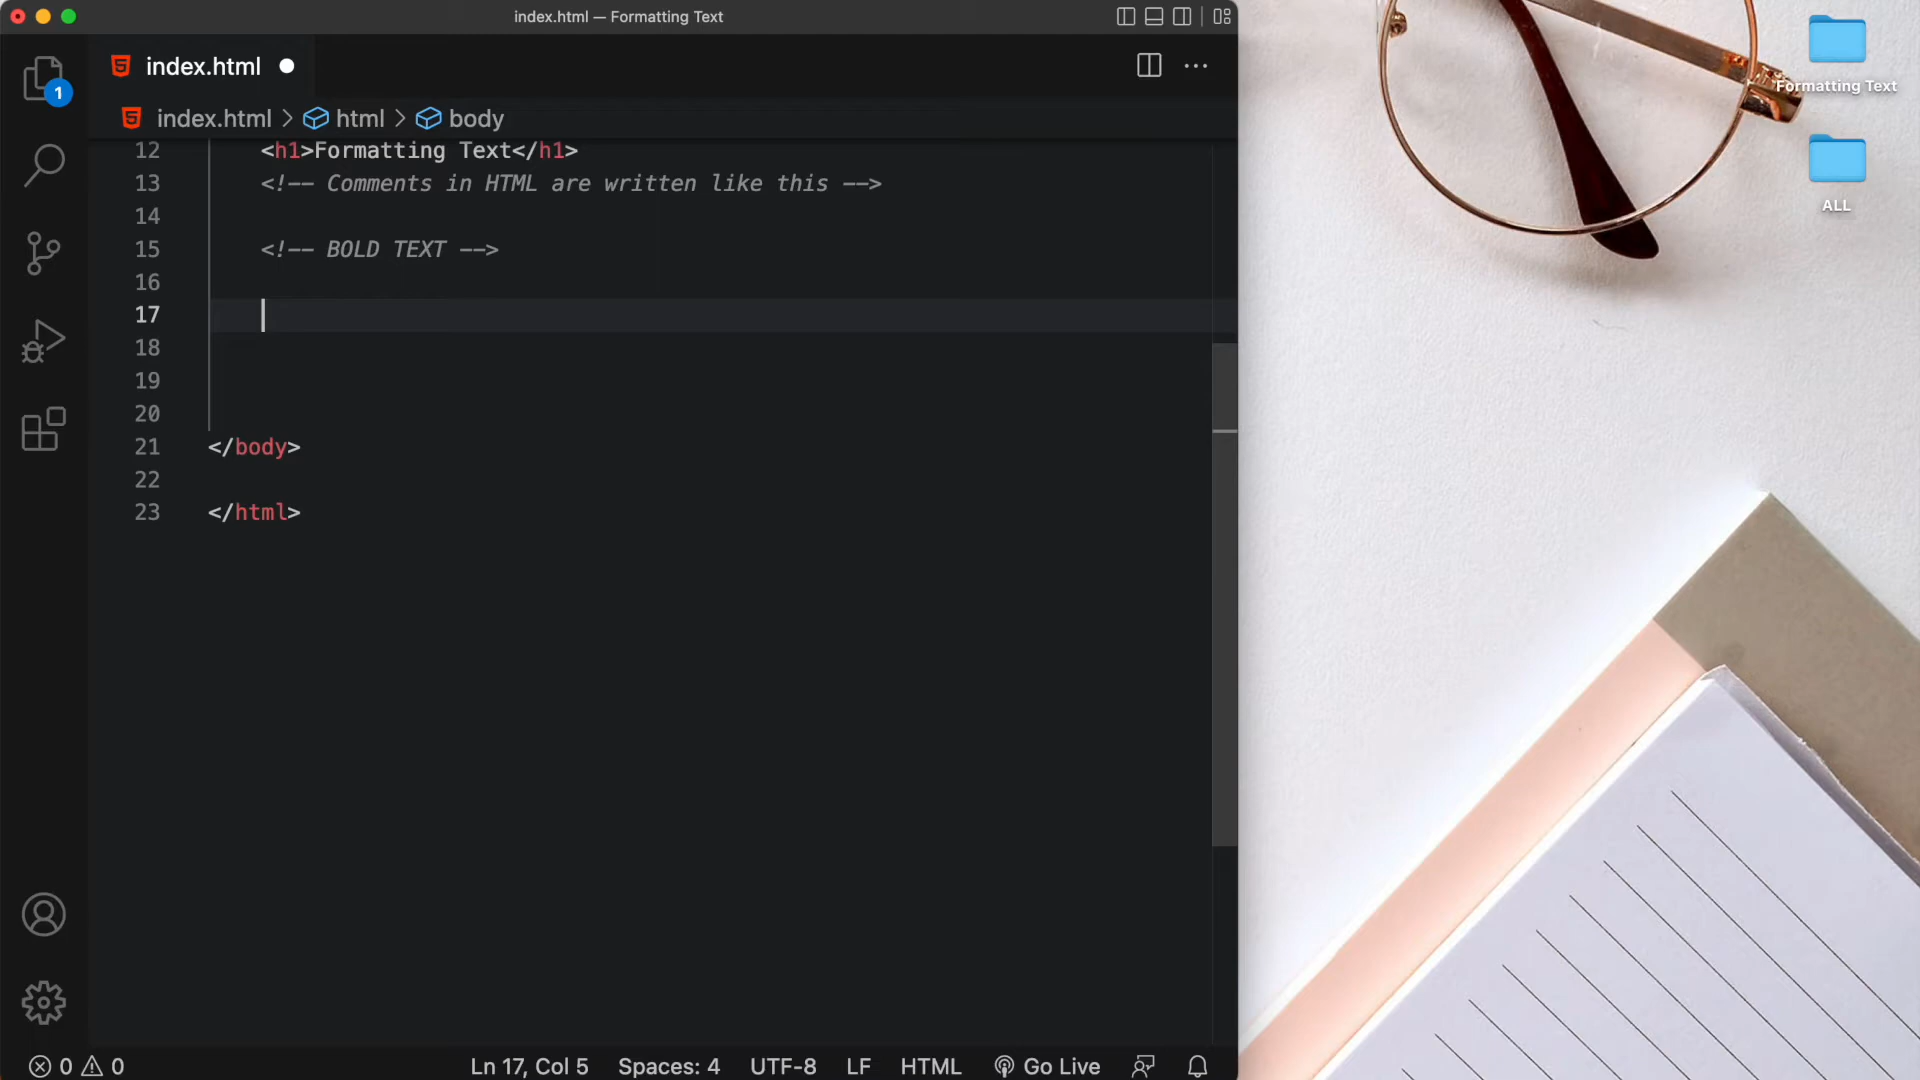 index.html — Formatting Text
index.html
1
index.html > html > body
12 <h1>Formatting Text</h1>
13 <!-- Comments in HTML are written like this -->
14
15 <!-- BOLD TEXT -->
16
17
18
19
20
21 </body>
22
23 </html>
0 0 Ln 17, Col 5 Spaces: 4 UTF-8 LF HTML Go Live
Formatting Text
ALL